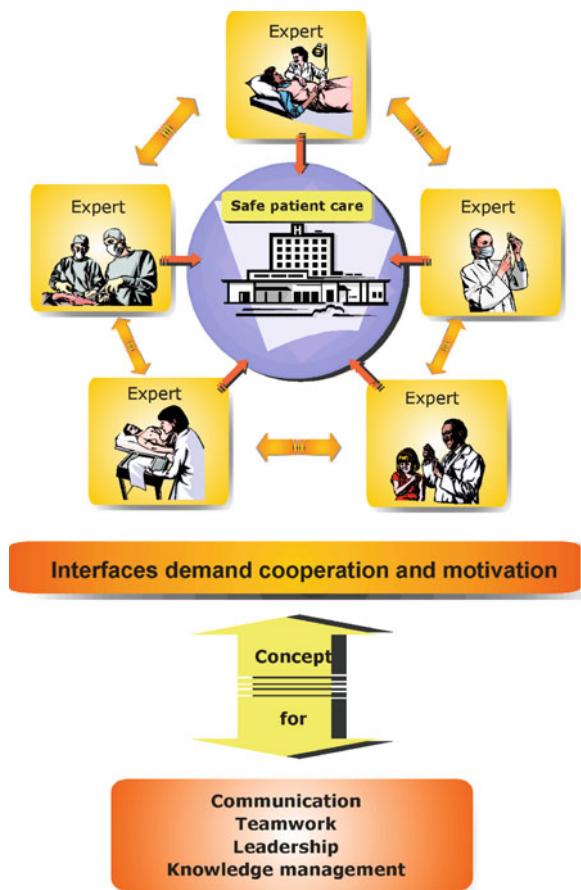 Expert
Expert
Safe patient care
H
Expert
Expert
Expert
Interfaces demand cooperation and motivation
Concept
for
Communication
Teamwork
Leadership
Knowledge management